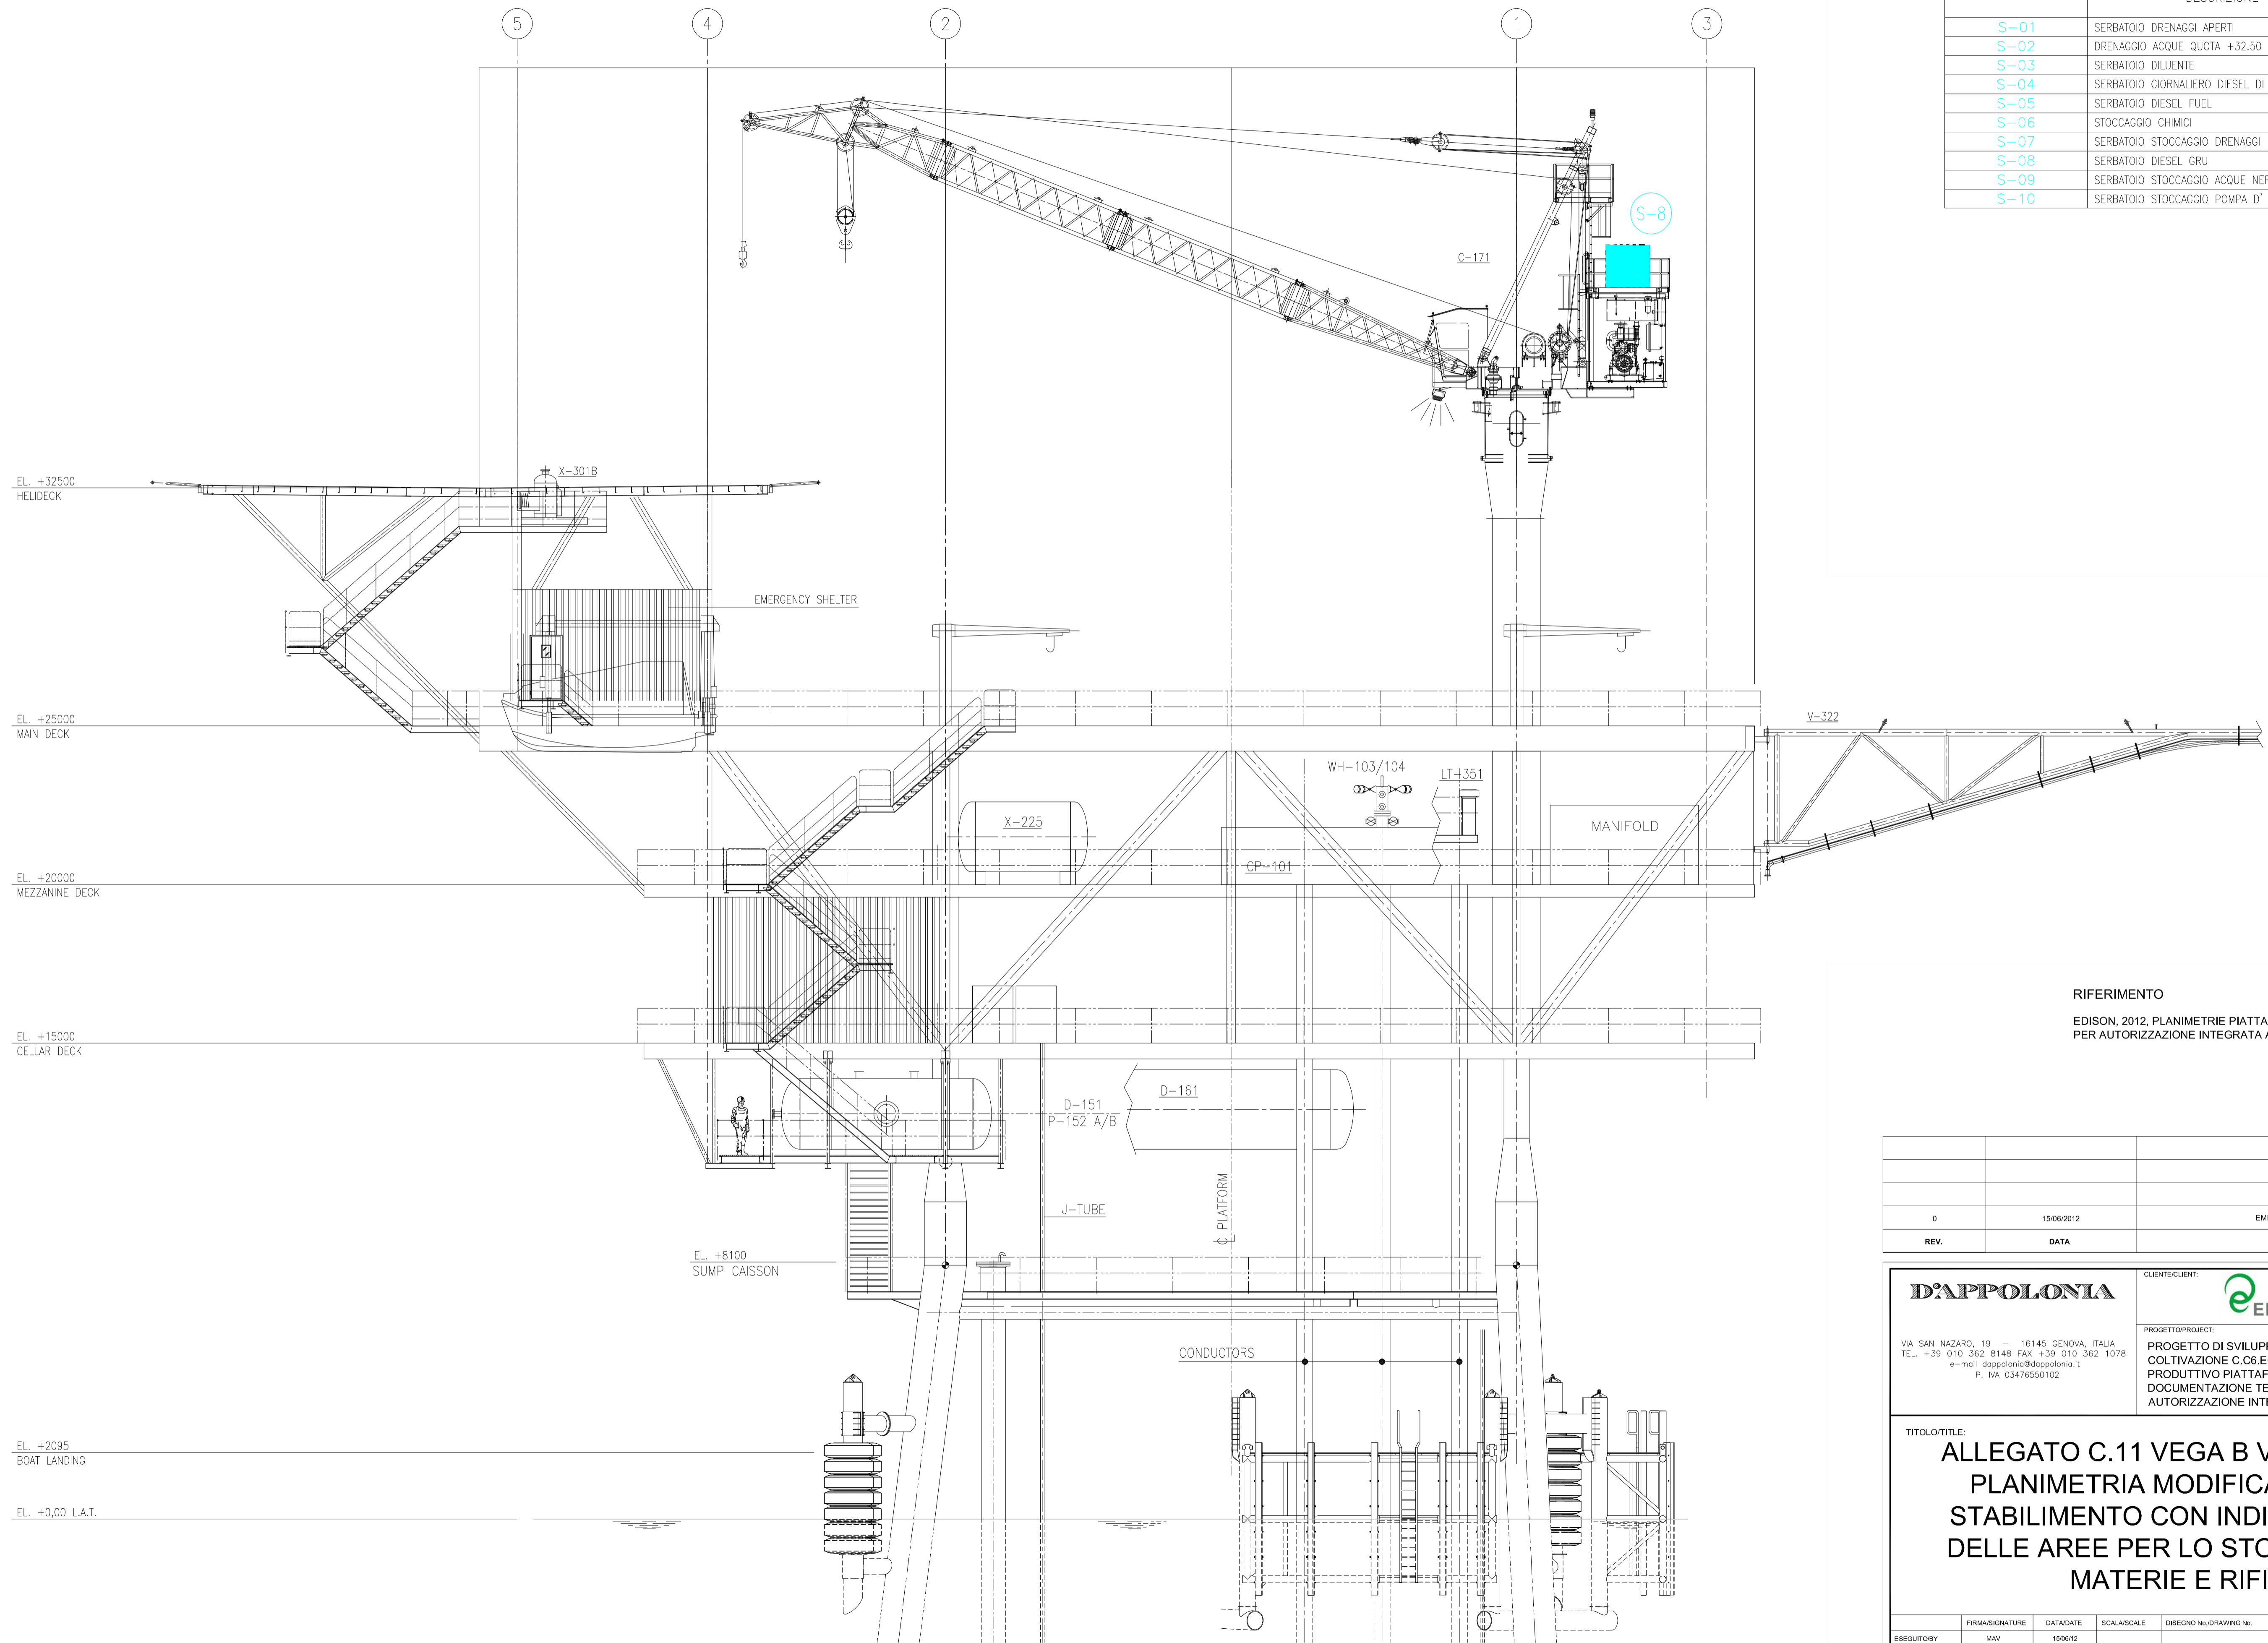 5 4 2 1 3
DESCRIZIONE
S-01 SERBATOIO DRENAGGI APERTI
S-02 DRENAGGIO ACQUE QUOTA +32.50
S-03 SERBATOIO DILUENTE
S-04 SERBATOIO GIORNALIERO DIESEL DI
S-05 SERBATOIO DIESEL FUEL
S-06 STOCCAGGIO CHIMICI
S-07 SERBATOIO STOCCAGGIO DRENAGGI
S-08 SERBATOIO DIESEL GRU
S-09 SERBATOIO STOCCAGGIO ACQUE NER
S-10 SERBATOIO STOCCAGGIO POMPA D'
S-8
C-171
X-301B
EL. +32500
HELIDECK
EMERGENCY SHELTER
EL. +25000
MAIN DECK
V-322
WH-103/104
LT-351
X-225
MANIFOLD
CP-101
EL. +20000
MEZZANINE DECK
RIFERIMENTO
EDISON, 2012, PLANIMETRIE PIATTA
PER AUTORIZZAZIONE INTEGRATA A
EL. +15000
CELLAR DECK
D-161
D-151
P-152 A/B
J-TUBE
C PLATFORM
EL. +8100
SUMP CAISSON
CONDUCTORS
EL. +2095
BOAT LANDING
EL. +0,00 L.A.T.
0 15/06/2012 EM
REV. DATA
D'APPOLONIA
VIA SAN NAZARO, 19 - 16145 GENOVA, ITALIA
TEL. +39 010 362 8148 FAX +39 010 362 1078
e-mail dappolonia@dappolonia.it
P. IVA 03476550102
CLIENTE/CLIENT:
PROGETTO/PROJECT:
PROGETTO DI SVILUP
COLTIVAZIONE C.C6.E
PRODUTTIVO PIATTAF
DOCUMENTAZIONE TE
AUTORIZZAZIONE INTE
TITOLO/TITLE:
ALLEGATO C.11 VEGA B V
PLANIMETRIA MODIFICA
STABILIMENTO CON INDI
DELLE AREE PER LO STO
MATERIE E RIFI
FIRMA/SIGNATURE DATA/DATE SCALA/SCALE DISEGNO No./DRAWING No.
ESEGUITO/BY MAV 15/06/12